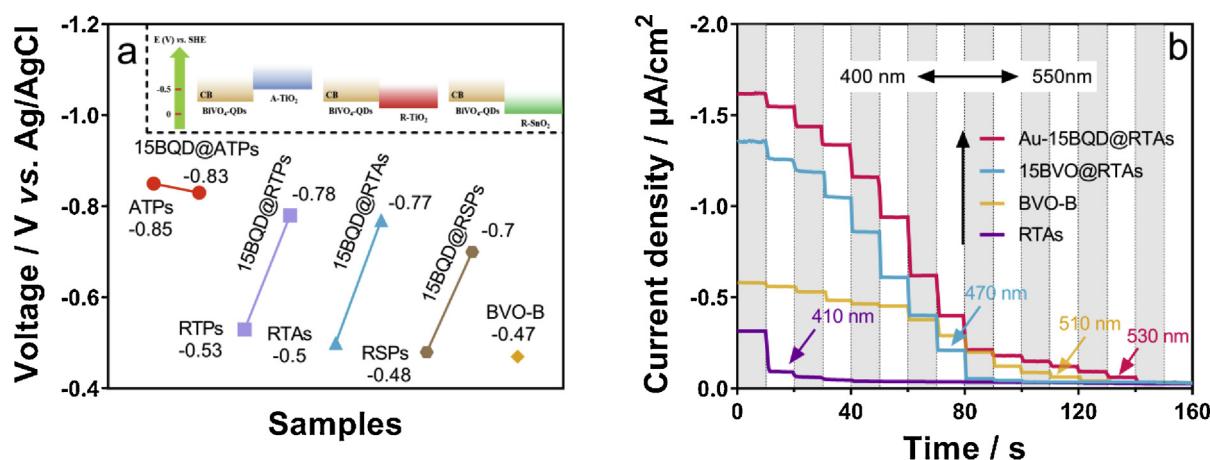 a
E (V) vs. SHE
-0.5
0
CB
BiVO₄-QDs
A-TiO₂
CB
BiVO₄-QDs
R-TiO₂
CB
BiVO₄-QDs
R-SnO₂
-1.2
-1.0
-0.8
-0.6
-0.4
Voltage / V vs. Ag/AgCl
Samples
15BQD@ATPs
-0.83
ATPs
-0.85
15BQD@RTPs
-0.78
RTPs
-0.53
15BQD@RTAs
-0.77
RTAs
-0.5
15BQD@RSPs
-0.7
RSPs
-0.48
BVO-B
-0.47
b
-2.0
-1.5
-1.0
-0.5
0.0
Current density / μA/cm²
400 nm
550nm
Au-15BQD@RTAs
15BVO@RTAs
BVO-B
RTAs
410 nm
470 nm
510 nm
530 nm
0
40
80
120
160
Time / s